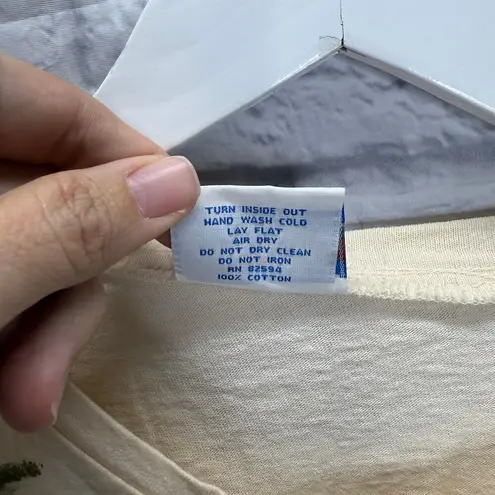 TURN INSIDE OUT
HAND WASH COLD
LAY FLAT
AIR DRY
DO NOT DRY CLEAN
DO NOT IRON
RN 82594
100% COTTON